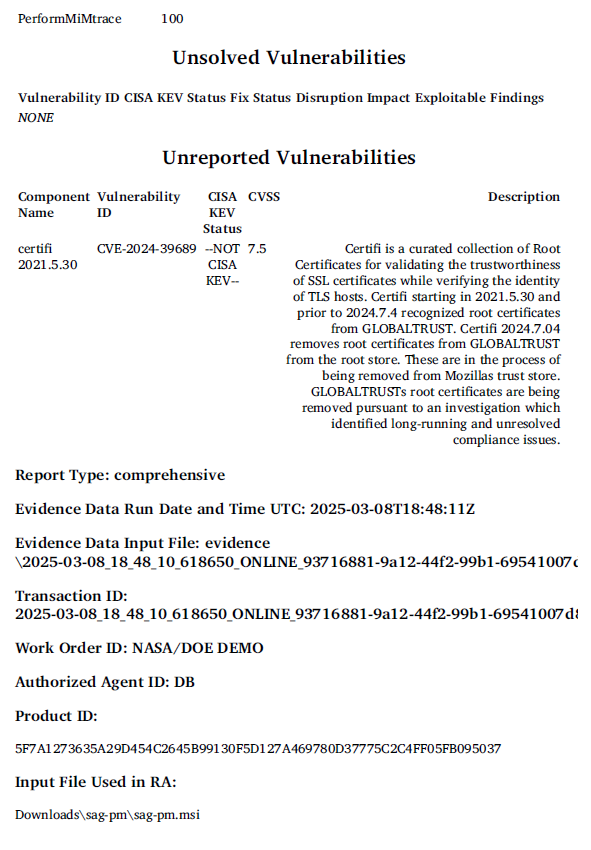 PerformMiMtrace 100
Unsolved Vulnerabilities
Vulnerability ID CISA KEV Status Fix Status Disruption Impact Exploitable Findings
NONE
Unreported Vulnerabilities
Component Vulnerability CISA CVSS Description
Name ID KEV
Status
certifi CVE-2024-39689 --NOT 7.5 Certifi is a curated collection of Root
2021.5.30 CISA Certificates for validating the trustworthiness
KEV-- of SSL certificates while verifying the identity
of TLS hosts. Certifi starting in 2021.5.30 and
prior to 2024.7.4 recognized root certificates
from GLOBALTRUST. Certifi 2024.7.04
removes root certificates from GLOBALTRUST
from the root store. These are in the process of
being removed from Mozillas trust store.
GLOBALTRUSTs root certificates are being
removed pursuant to an investigation which
identified long-running and unresolved
compliance issues.
Report Type: comprehensive
Evidence Data Run Date and Time UTC: 2025-03-08T18:48:11Z
Evidence Data Input File: evidence
\2025-03-08_18_48_10_618650_ONLINE_93716881-9a12-44f2-99b1-69541007d
Transaction ID:
2025-03-08_18_48_10_618650_ONLINE_93716881-9a12-44f2-99b1-69541007d8
Work Order ID: NASA/DOE DEMO
Authorized Agent ID: DB
Product ID:
5F7A1273635A29D454C2645B99130F5D127A469780D37775C2C4FF05FB095037
Input File Used in RA:
Downloads\sag-pm\sag-pm.msi